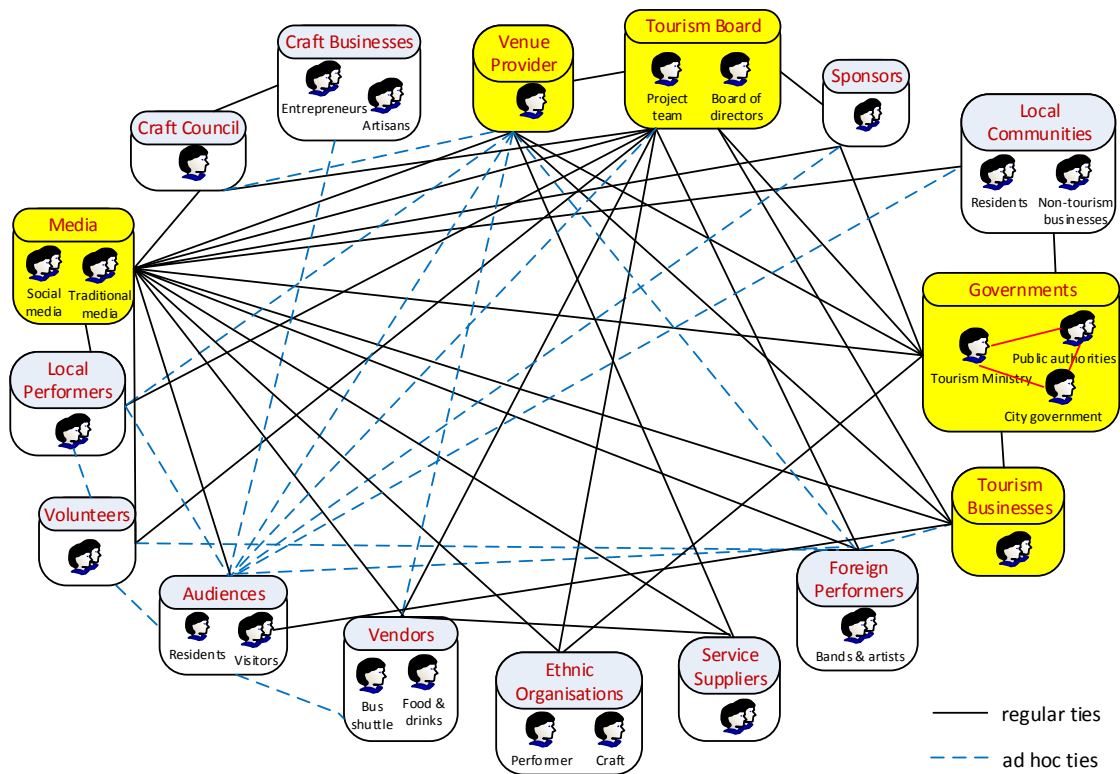 Craft Businesses
Entrepreneurs
Artisans
Venue
Provider
Tourism Board
Project
team
Board of
directors
Sponsors
Craft Council
Local
Communities
Residents
Non-tourism
businesses
Media
Social
media
Traditional
media
Governments
Tourism Ministry
Public authorities
City government
Local
Performers
Volunteers
Tourism
Businesses
Audiences
Residents
Visitors
Vendors
Bus
shuttle
Food &
drinks
Ethnic
Organisations
Performer
Craft
Service
Suppliers
Foreign
Performers
Bands & artists
regular ties
ad hoc ties